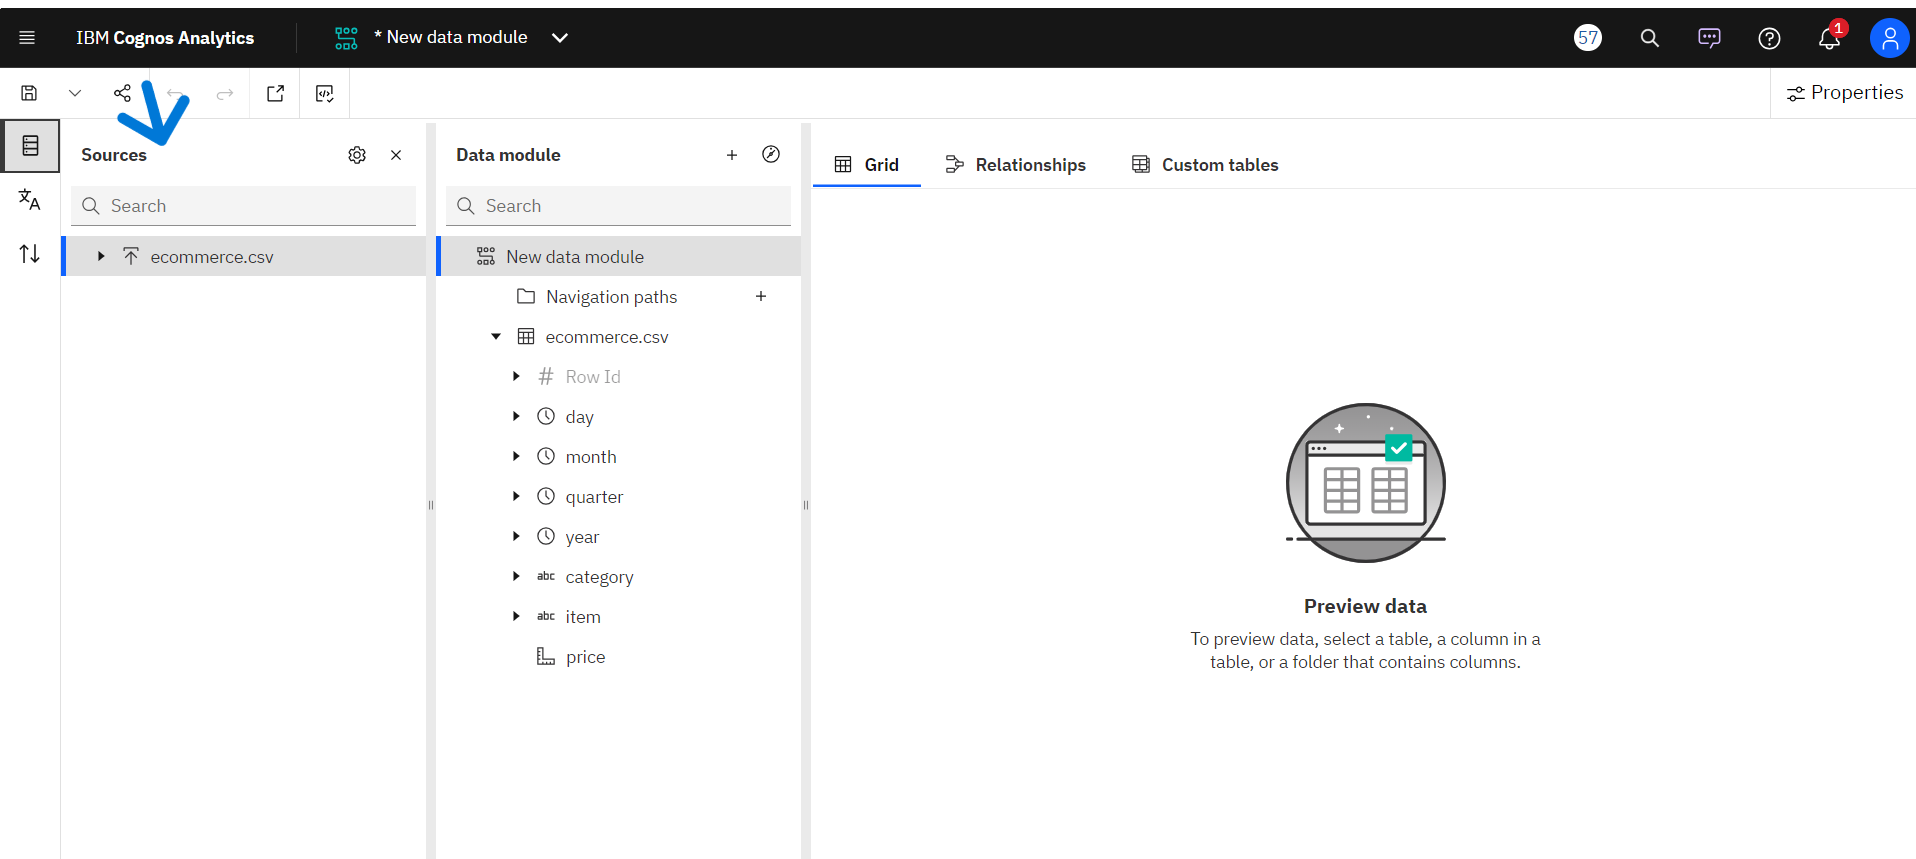 IBM Cognos Analytics
* New data module
57
1
Properties
Sources
Search
ecommerce.csv
Data module
Search
New data module
Navigation paths
ecommerce.csv
# Row Id
day
month
quarter
year
abc category
abc item
price
Grid
Relationships
Custom tables
Preview data
To preview data, select a table, a column in a
table, or a folder that contains columns.